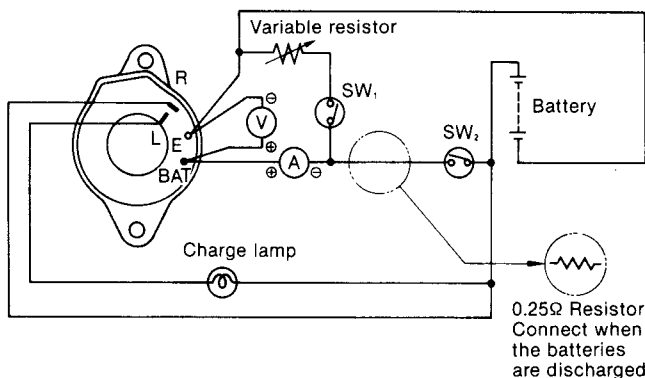 Variable resistor
R
SW₁
⊖
V
L
E
SW₂
Battery
⊕
BAT
A
⊕
⊖
Charge lamp
0.25Ω Resistor
Connect when
the batteries
are discharged